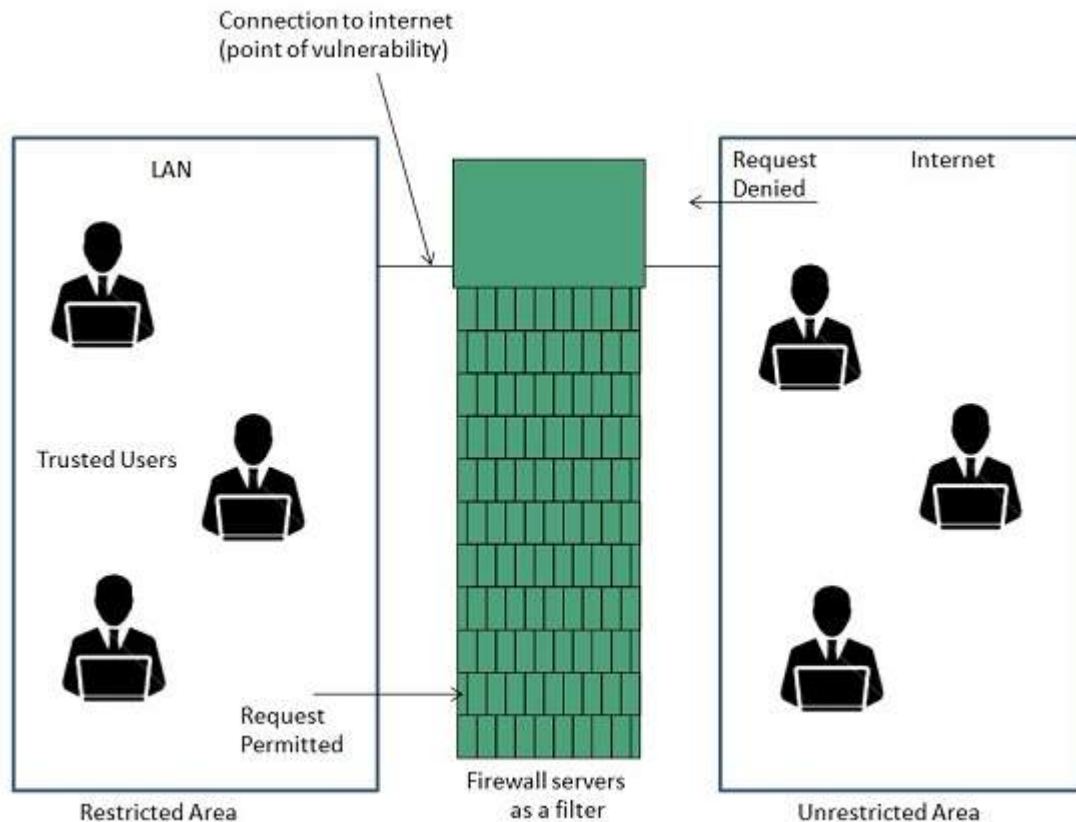 Connection to internet
(point of vulnerability)
LAN
Request
Denied
Internet
Trusted Users
Request
Permitted
Firewall servers
as a filter
Restricted Area
Unrestricted Area